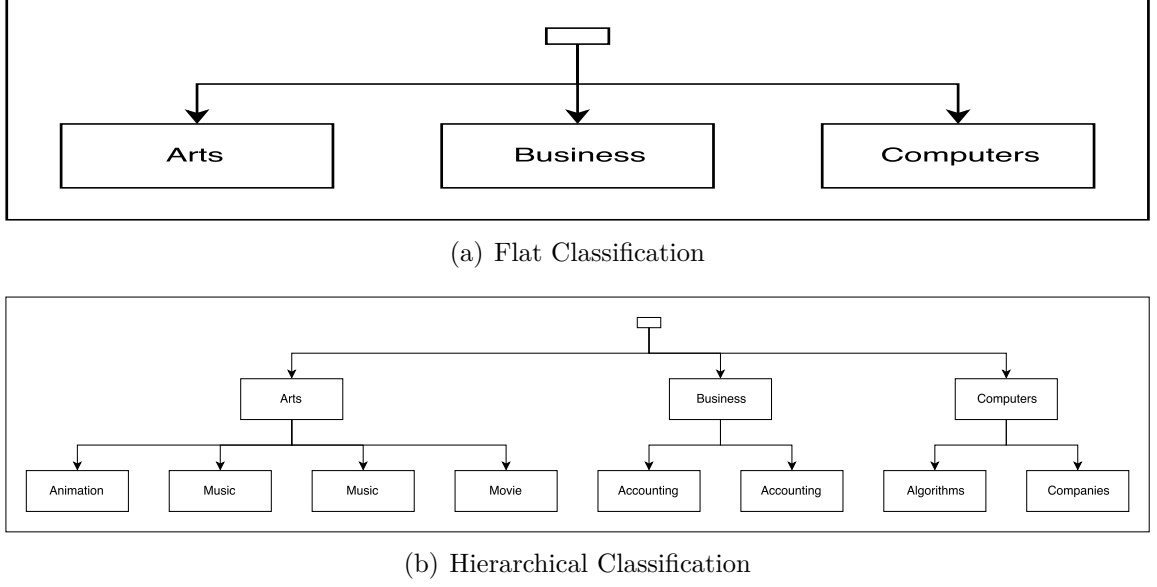 Arts Business Computers
(a) Flat Classification
Arts Business Computers
Animation Music Music Movie Accounting Accounting Algorithms Companies
(b) Hierarchical Classification